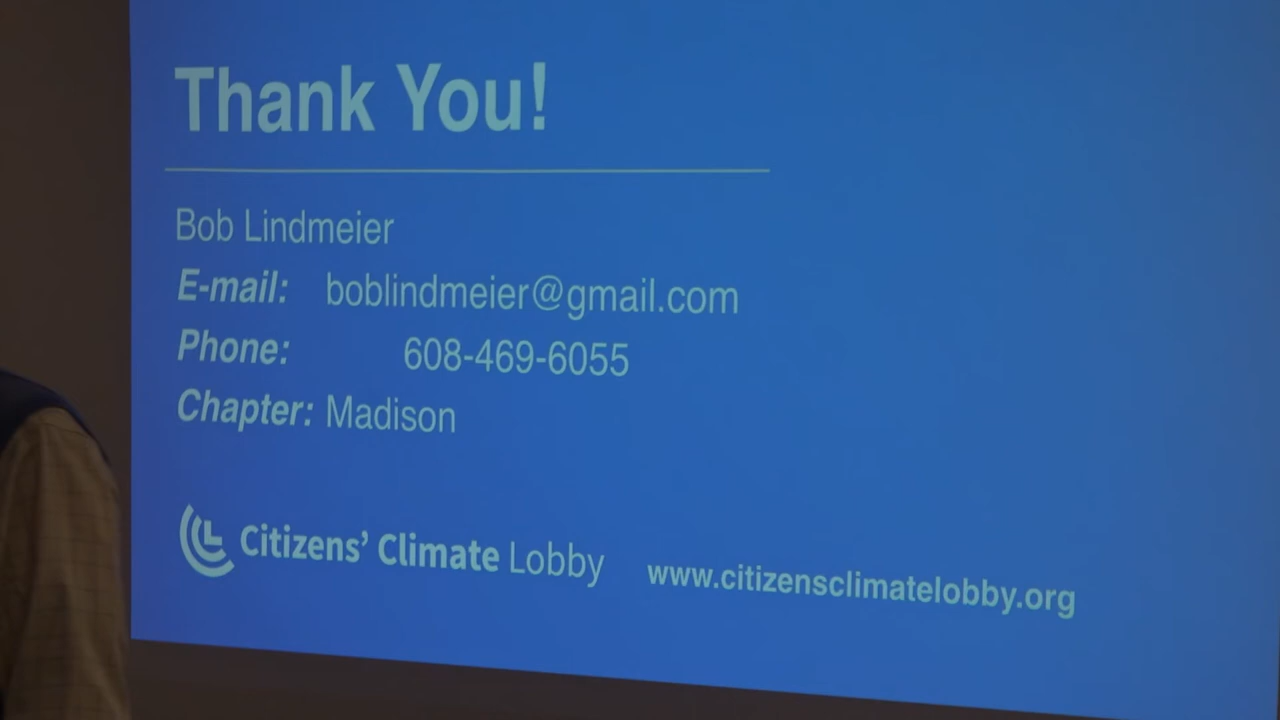 Thank You!
Bob Lindmeier
E-mail: boblindmeier@gmail.com
Phone: 608-469-6055
Chapter: Madison
Citizens' Climate Lobby www.citizensclimatelobby.org